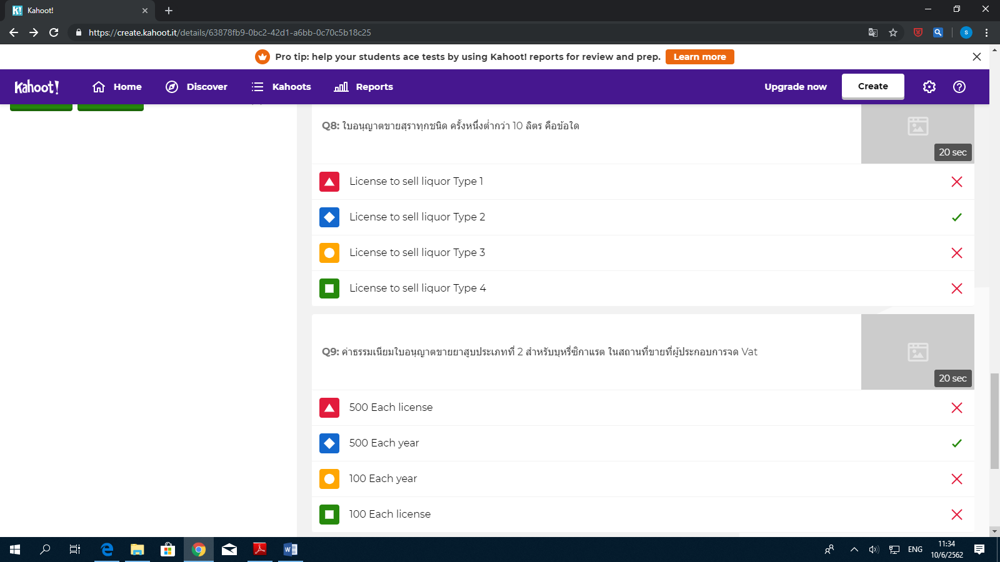 Kahoot!
https://create.kahoot.it/details/63878fb9-0bc2-42d1-a6bb-0c70c5b18c25
S
Pro tip: help your students ace tests by using Kahoot! reports for review and prep. Learn more
Kahoot! Home Discover Kahoots Reports Upgrade now Create
Q8: ใบอนุญาตขายสุราทุกชนิด ครั้งหนึ่งต่ำกว่า 10 ลิตร คือข้อใด
20 sec
License to sell liquor Type 1
License to sell liquor Type 2
License to sell liquor Type 3
License to sell liquor Type 4
Q9: ค่าธรรมเนียมใบอนุญาตขายยาสูบประเภทที่ 2 สำหรับบุหรี่ซิกาแรต ในสถานที่ขายที่ผู้ประกอบการจด Vat
20 sec
500 Each license
500 Each year
100 Each year
100 Each license
ENG
11:34
10/6/2562